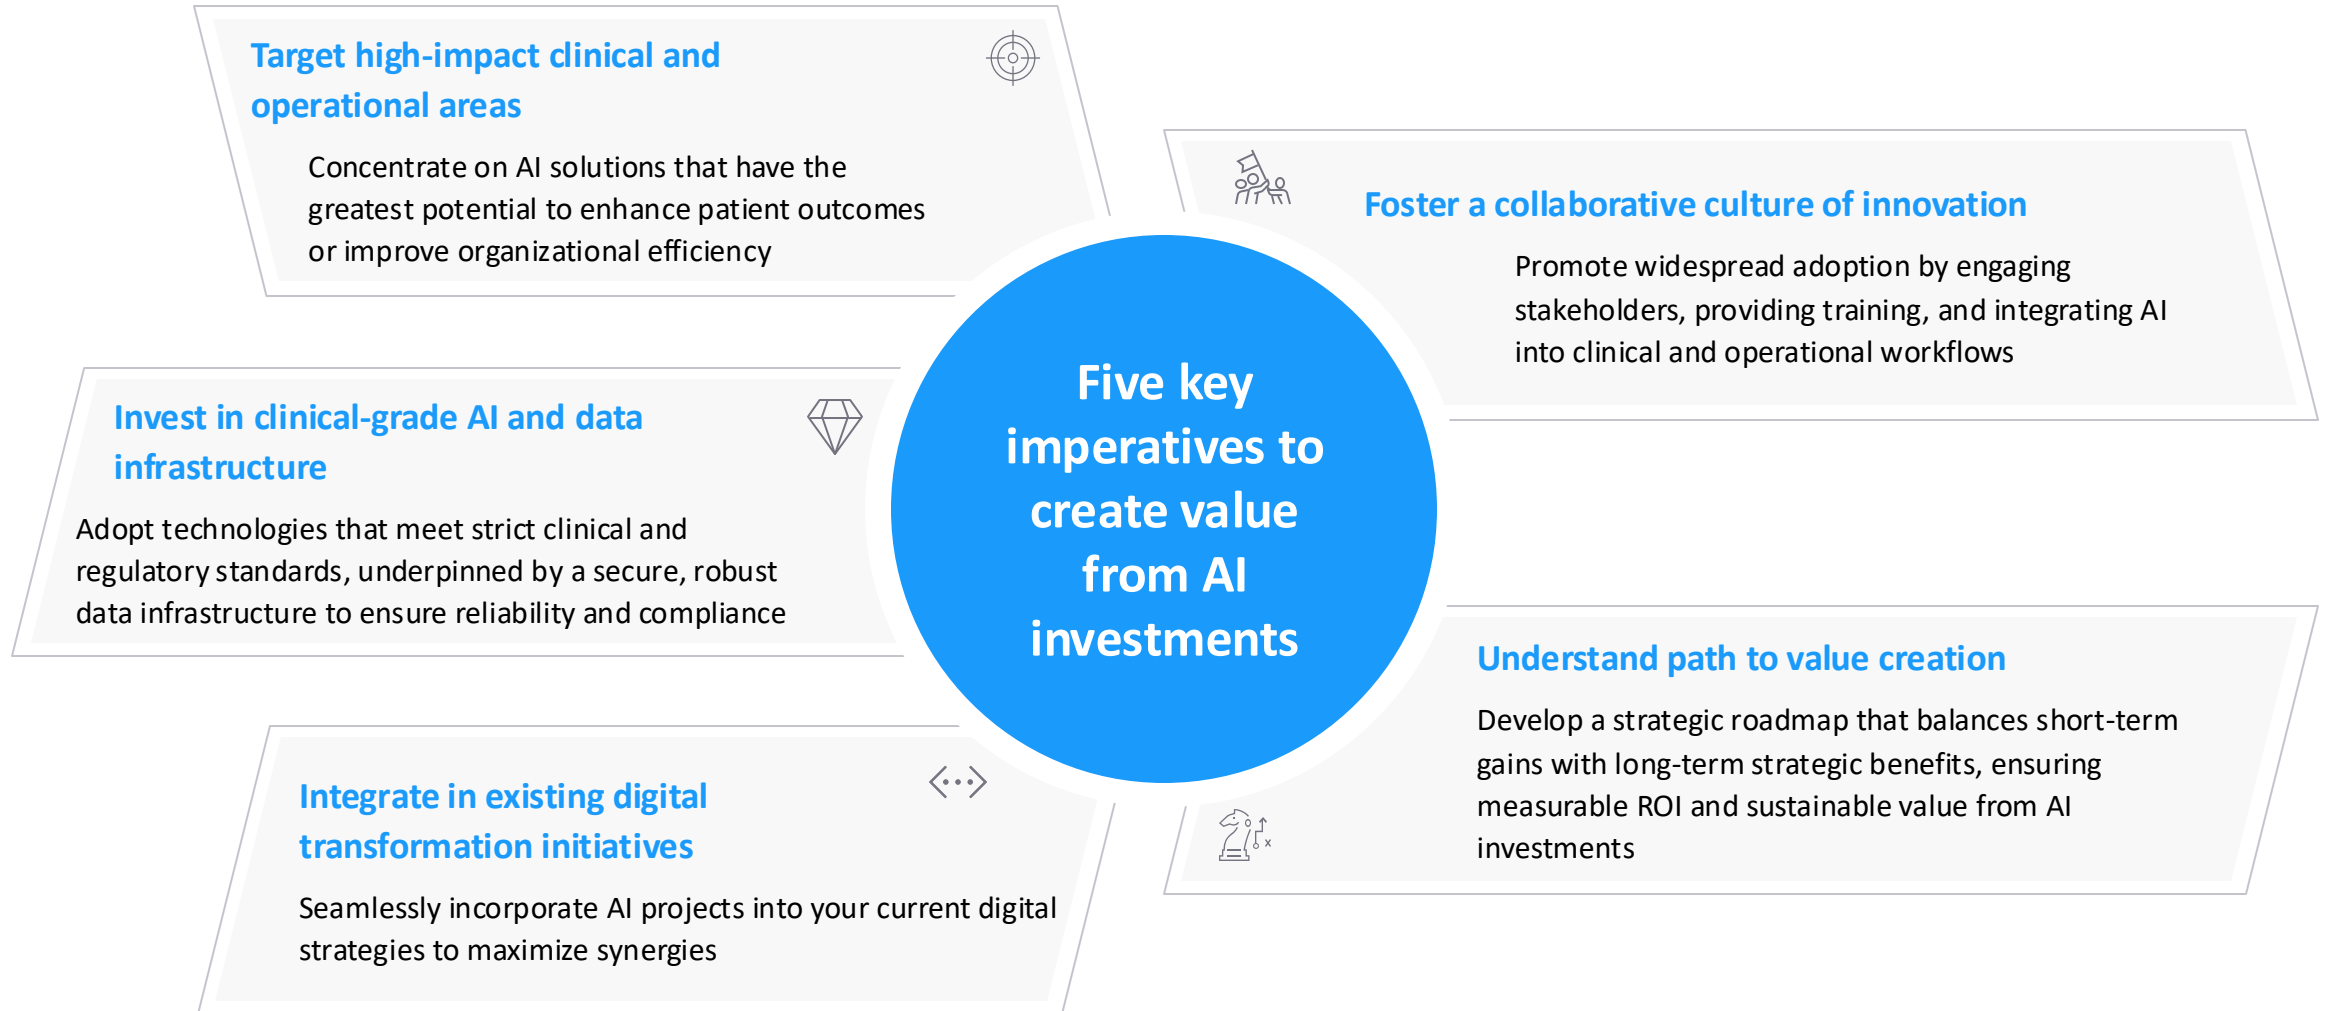 Target high-impact clinical and
operational areas
Concentrate on AI solutions that have the
greatest potential to enhance patient outcomes
or improve organizational efficiency
Invest in clinical-grade AI and data
infrastructure
Adopt technologies that meet strict clinical and
regulatory standards, underpinned by a secure, robust
data infrastructure to ensure reliability and compliance
Integrate in existing digital
transformation initiatives
Seamlessly incorporate AI projects into your current digital
strategies to maximize synergies
Five key
imperatives to
create value
from AI
investments
Foster a collaborative culture of innovation
Promote widespread adoption by engaging
stakeholders, providing training, and integrating AI
into clinical and operational workflows
Understand path to value creation
Develop a strategic roadmap that balances short-term
gains with long-term strategic benefits, ensuring
measurable ROI and sustainable value from AI
investments